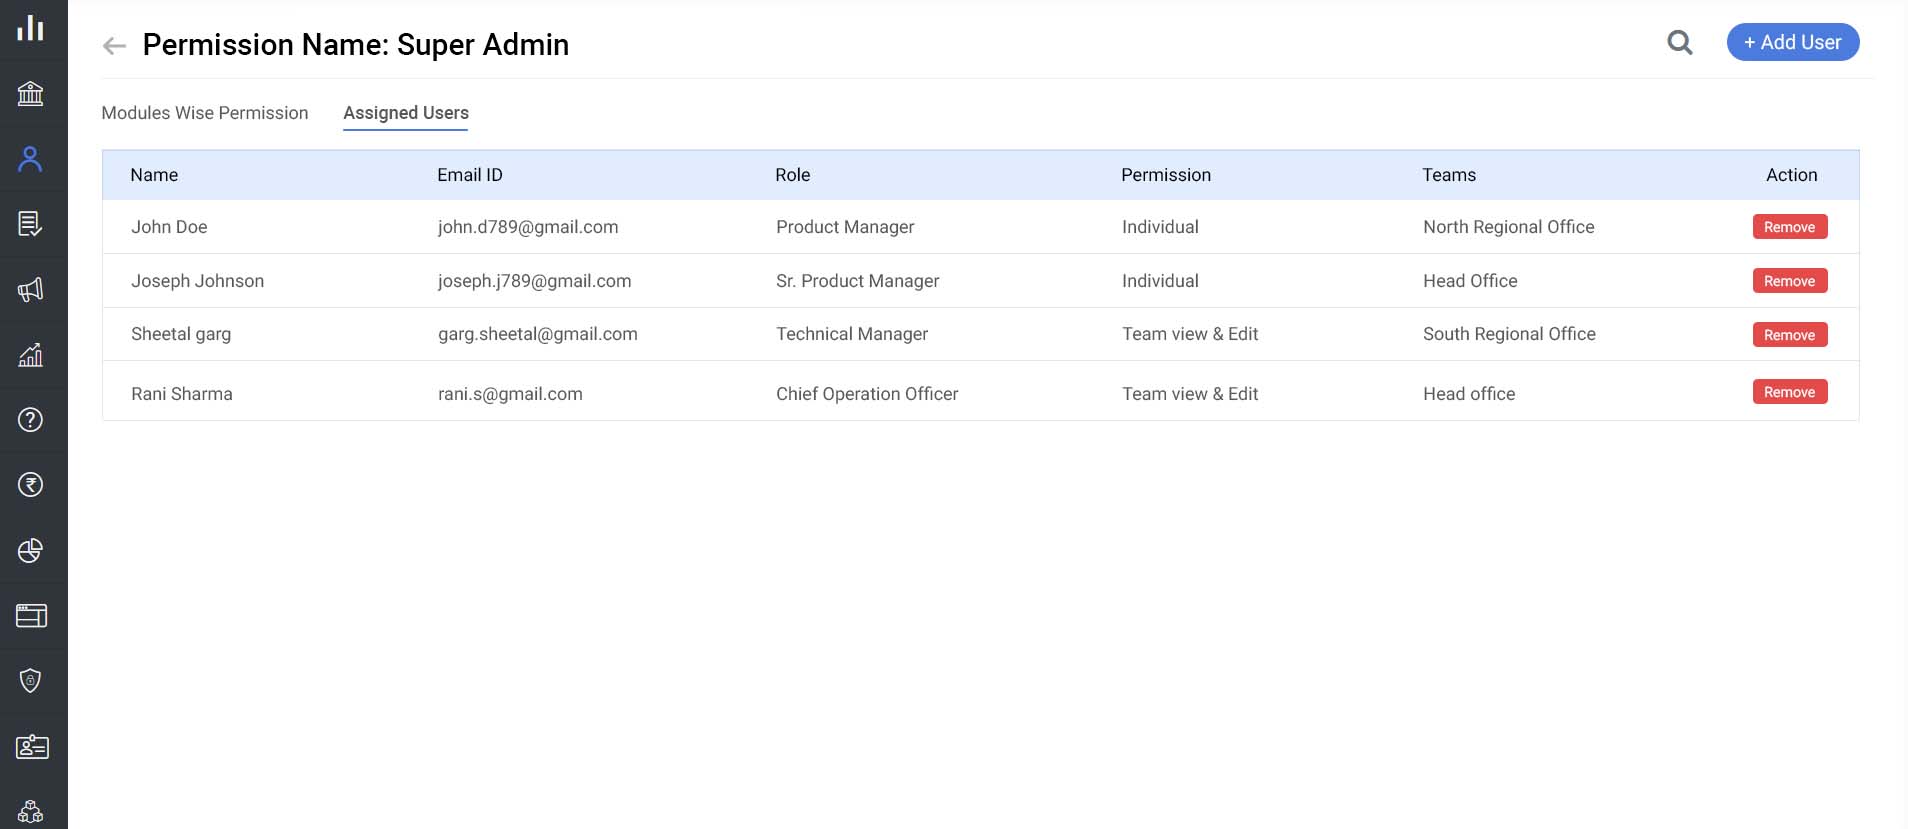 Permission Name: Super Admin
+ Add User
Modules Wise Permission Assigned Users
Name Email ID Role Permission Teams Action
John Doe john.d789@gmail.com Product Manager Individual North Regional Office Remove
Joseph Johnson joseph.j789@gmail.com Sr. Product Manager Individual Head Office Remove
Sheetal garg garg.sheetal@gmail.com Technical Manager Team view & Edit South Regional Office Remove
Rani Sharma rani.s@gmail.com Chief Operation Officer Team view & Edit Head office Remove